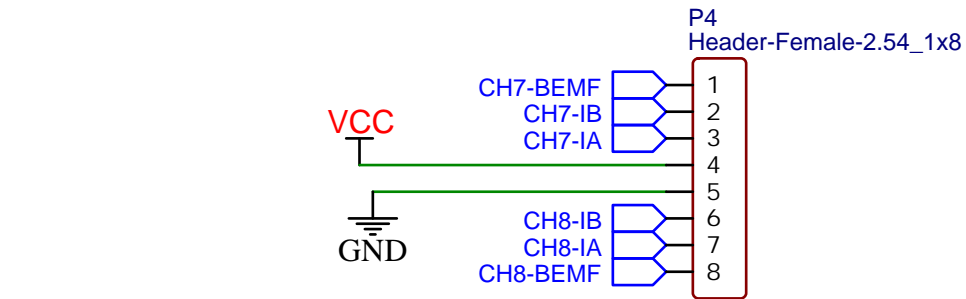 P4
Header-Female-2.54_1x8
CH7-BEMF 1
CH7-IB 2
VCC CH7-IA 3
4
5
CH8-IB 6
GND CH8-IA 7
CH8-BEMF 8